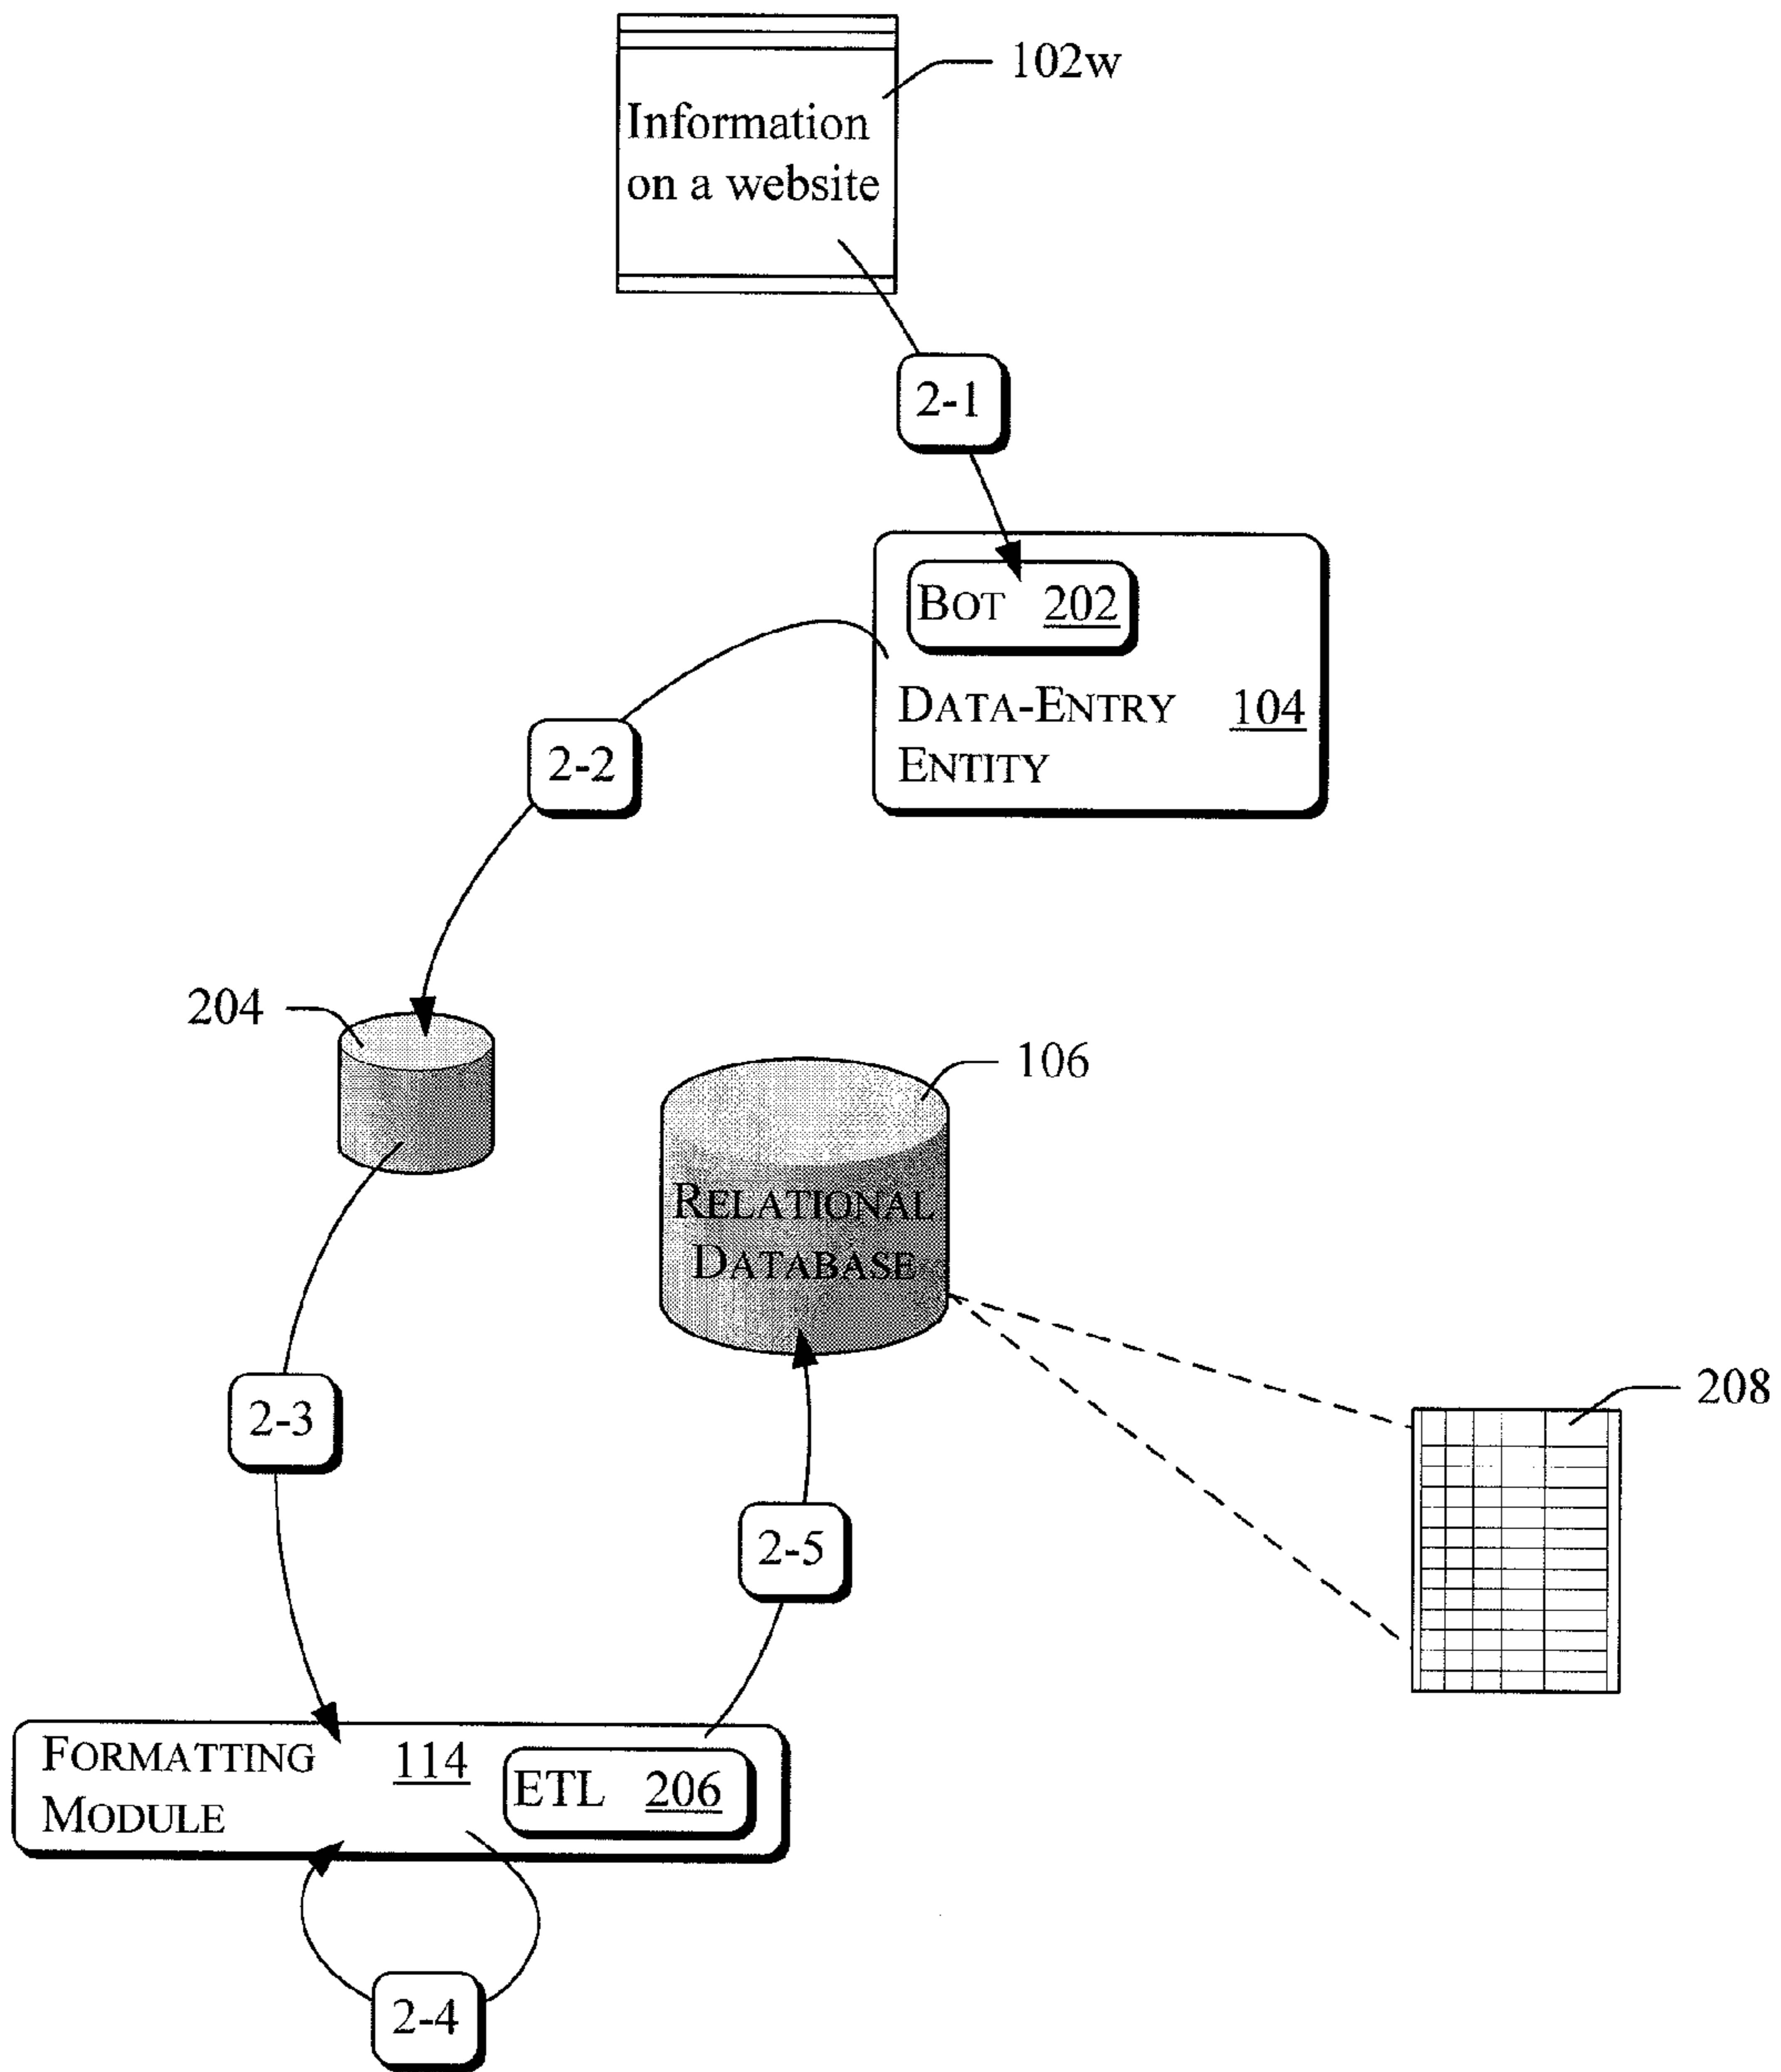 102w
Information
on a website
2-1
BOT 202
DATA-ENTRY 104
ENTITY
2-2
204
106
RELATIONAL
DATABASE
208
2-3
2-5
FORMATTING 114
MODULE
ETL 206
2-4